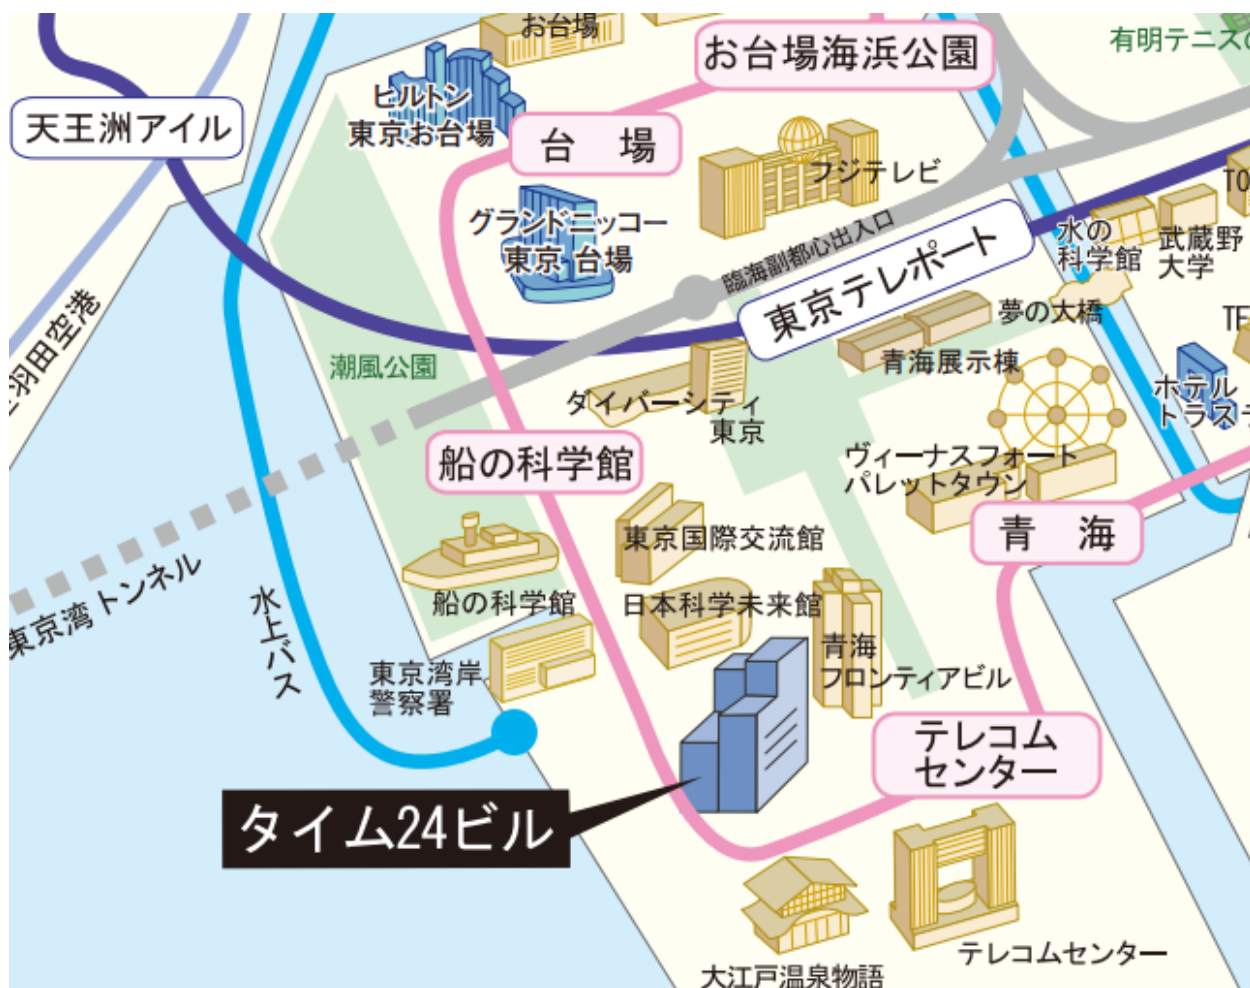 お台場
お台場海浜公園
ヒルトン
東京お台場
天王洲アイル
台場
フジテレビ
グランドニッコー
東京 台場
臨海副都心出入口
水の
科学館
武蔵野
大学
東京テレポート
夢の大橋
羽田空港
潮風公園
青海展示棟
ホテル
トラス
ダイバーシティ
東京
船の科学館
ヴィーナスフォート
パレットタウン
青海
東京国際交流館
東京湾トンネル
水上バス
船の科学館
日本科学未来館
青海
フロンティアビル
東京湾岸
警察署
テレコム
センター
タイム24ビル
テレコムセンター
大江戸温泉物語